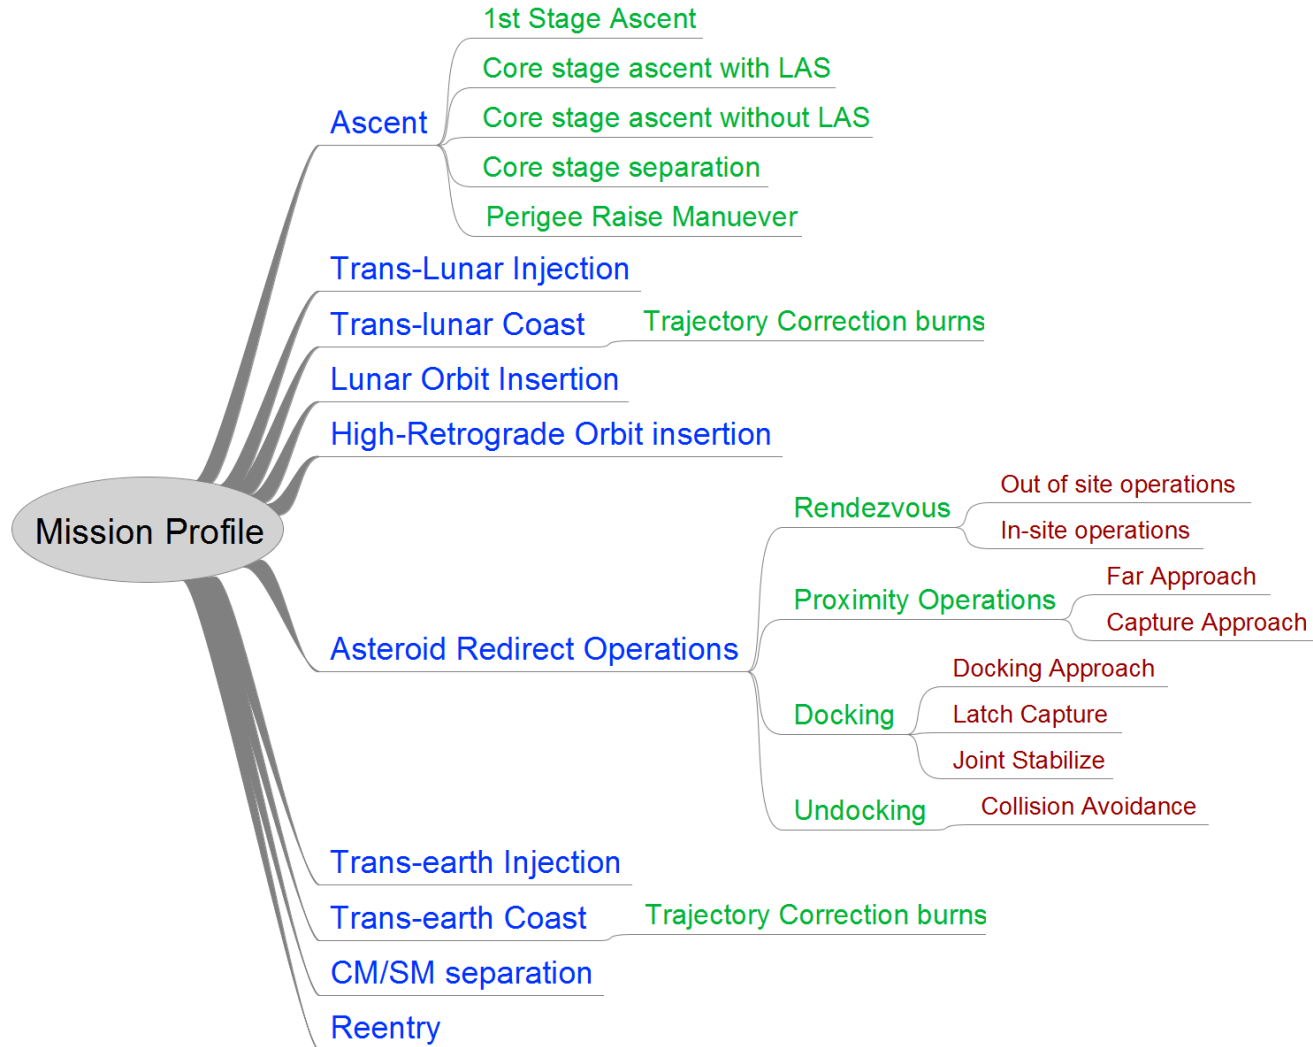 Mission Profile
Ascent
1st Stage Ascent
Core stage ascent with LAS
Core stage ascent without LAS
Core stage separation
Perigee Raise Manuever
Trans-Lunar Injection
Trans-lunar Coast
Trajectory Correction burns
Lunar Orbit Insertion
High-Retrograde Orbit insertion
Asteroid Redirect Operations
Rendezvous
Out of site operations
In-site operations
Proximity Operations
Far Approach
Capture Approach
Docking
Docking Approach
Latch Capture
Joint Stabilize
Undocking
Collision Avoidance
Trans-earth Injection
Trans-earth Coast
Trajectory Correction burns
CM/SM separation
Reentry